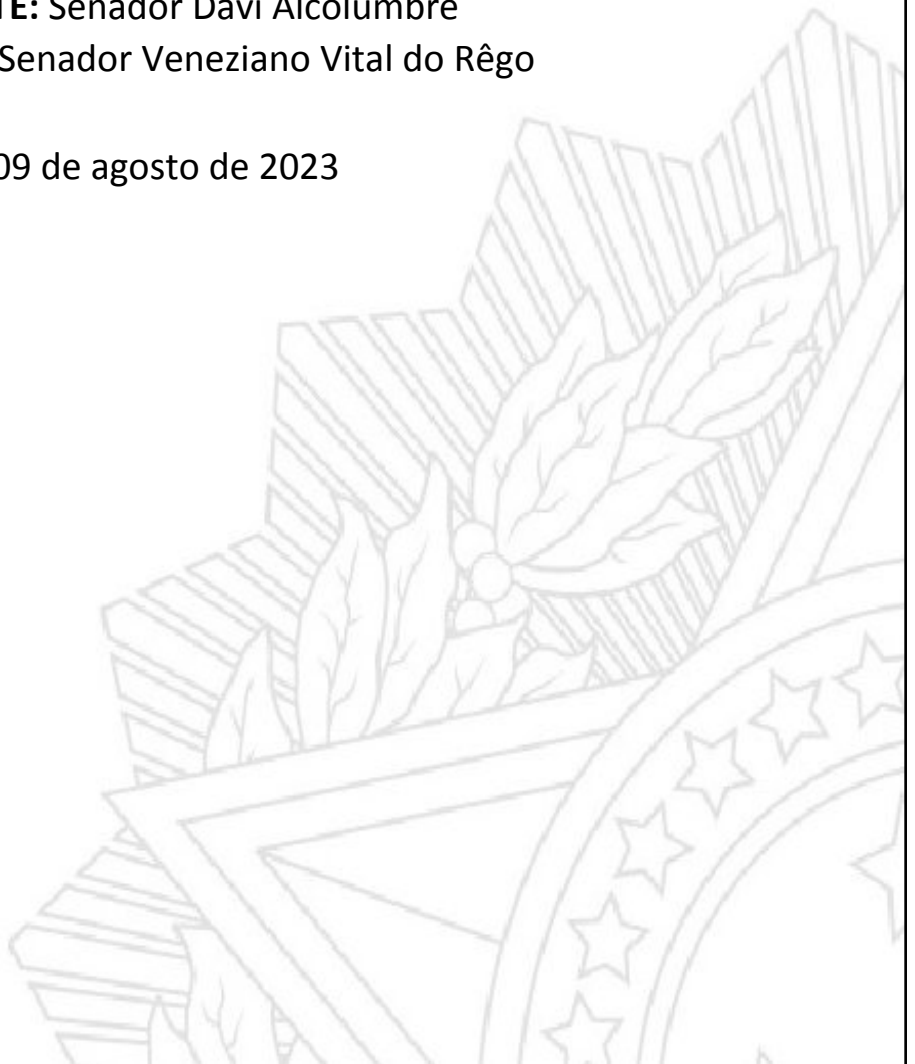 TE: Senador Davi Alcolumbre
Senador Veneziano Vital do Rêgo
09 de agosto de 2023